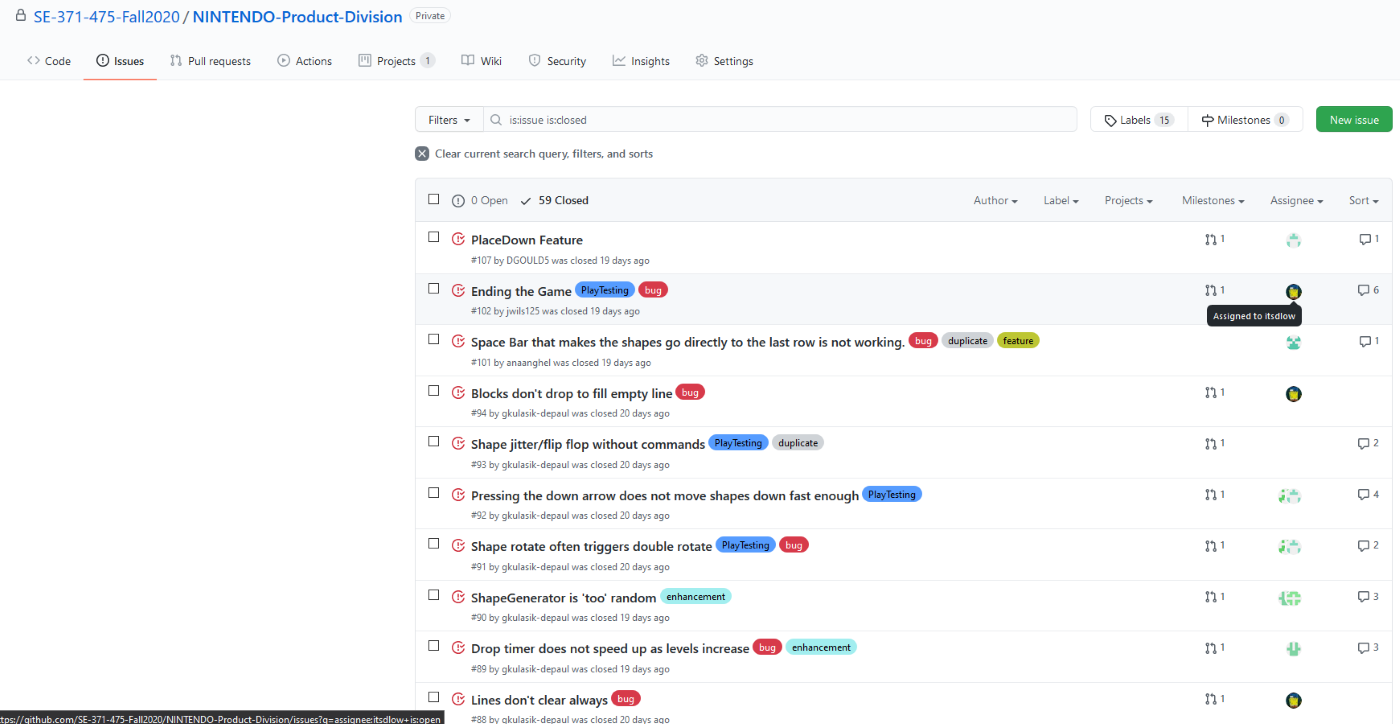 SE-371-475-Fall2020 / NINTENDO-Product-Division Private
Code Issues Pull requests Actions Projects 1 Wiki Security Insights Settings
Filters is:issue is:closed Labels 15 Milestones 0 New issue
Clear current search query, filters, and sorts
0 Open 59 Closed Author Label Projects Milestones Assignee Sort
PlaceDown Feature 1 1
#107 by DGOULD5 was closed 19 days ago
Ending the Game PlayTesting bug 1 6
#102 by jwils125 was closed 19 days ago
Assigned to itsdlow
Space Bar that makes the shapes go directly to the last row is not working. bug duplicate feature 1
#101 by anaanghel was closed 19 days ago
Blocks don't drop to fill empty line bug 1
#94 by gkulasik-depaul was closed 20 days ago
Shape jitter/flip flop without commands PlayTesting duplicate 1 2
#93 by gkulasik-depaul was closed 20 days ago
Pressing the down arrow does not move shapes down fast enough PlayTesting 1 4
#92 by gkulasik-depaul was closed 20 days ago
Shape rotate often triggers double rotate PlayTesting bug 1 2
#91 by gkulasik-depaul was closed 20 days ago
ShapeGenerator is 'too' random enhancement 1 3
#90 by gkulasik-depaul was closed 19 days ago
Drop timer does not speed up as levels increase bug enhancement 1 3
#89 by gkulasik-depaul was closed 19 days ago
Lines don't clear always bug 1
#88 by gkulasik-depaul was closed 20 days ago
ttps://github.com/SE-371-475-Fall2020/NINTENDO-Product-Division/issues?q=assignee:itsdlow+is:open